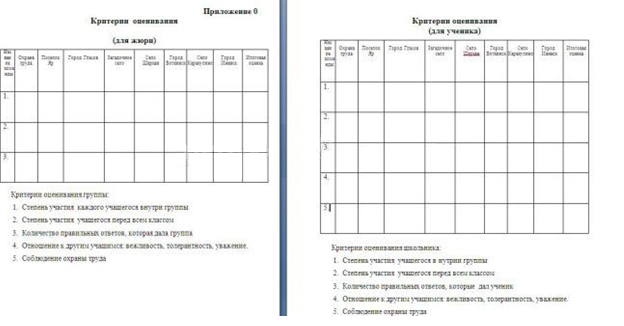 Приложение 0
Критерии оценивания
(для жюри)
Охрана труда
Поселок Яр
Город Глазов
Загадочное село
Село Шаркан
Город Воткинск
Село Каракулино
Город Ижевск
Итоговая оценка
1.
2.
3.
Критерии оценивания группы:
1. Степень участия каждого учащегося внутри группы
2. Степень участия учащегося перед всем классом
3. Количество правильных ответов, которая дала группа
4. Отношение к другим учащимся: вежливость, толерантность, уважение.
5. Соблюдение охраны труда
Критерии оценивания
(для ученика)
Охрана труда
Поселок Яр
Город Глазов
Загадочное село
Село Шаркан
Город Воткинск
Село Каракулино
Город Ижевск
Итоговая оценка
1.
2.
3.
4.
5.
Критерии оценивания школьника:
1. Степень участия учащегося в нутрии группы
2. Степень участия учащегося перед всем классом
3. Количество правильных ответов, которые дал ученик
4. Отношение к другим учащимся: вежливость, толерантность, уважение.
5. Соблюдение охраны труда